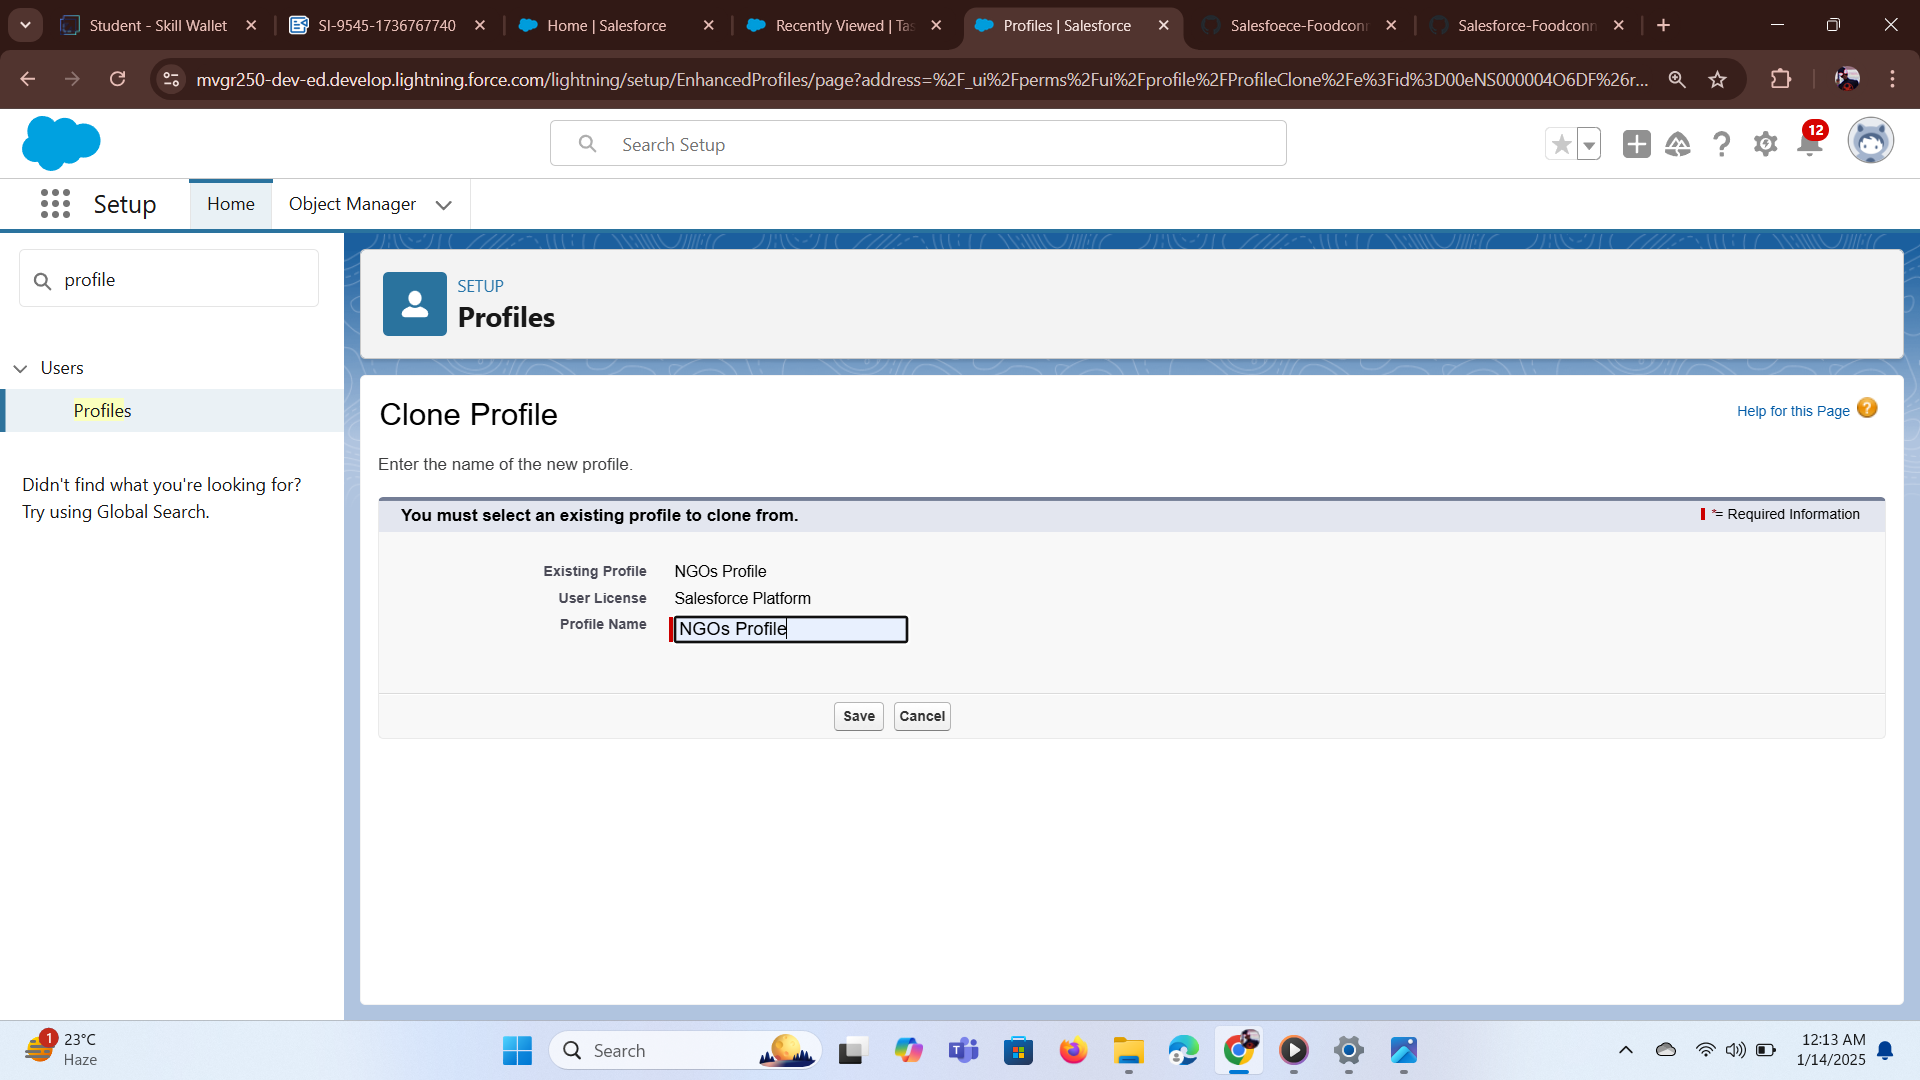 Student - Skill Wallet
SI-9545-1736767740
Home | Salesforce
Recently Viewed | Tas
Profiles | Salesforce
Salesfoece-Foodconn
Salesforce-Foodconn
mvgr250-dev-ed.develop.lightning.force.com/lightning/setup/EnhancedProfiles/page?address=%2F_ui%2Fperms%2Fui%2Fprofile%2FProfileClone%2Fe%3Fid%3D00eNS000004O6DF%26r...
Search Setup
12
Setup
Home
Object Manager
profile
Users
Profiles
Didn't find what you're looking for?
Try using Global Search.
SETUP
Profiles
Clone Profile
Help for this Page
Enter the name of the new profile.
You must select an existing profile to clone from.
*= Required Information
Existing Profile NGOs Profile
User License Salesforce Platform
Profile Name NGOs Profile
Save Cancel
1
23°C
Haze
Search
12:13 AM
1/14/2025